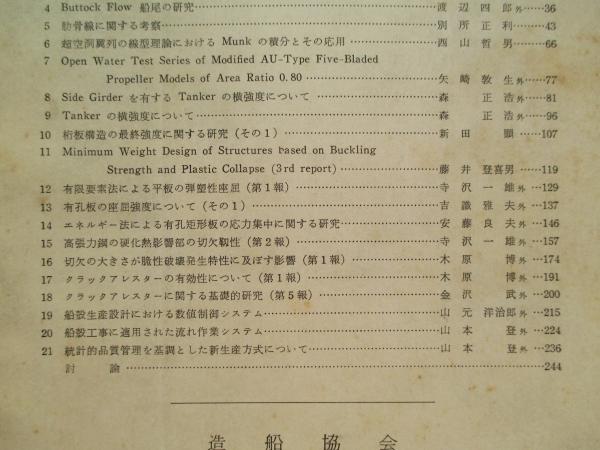 4 Buttock Flow 船尾の研究……渡辺四郎外…36
5 肋骨線に関する考察……別所正利…43
6 超空洞翼列の線型理論における Munk の積分とその応用……西山哲男…66
7 Open Water Test Series of Modified AU-Type Five-Bladed
Propeller Models of Area Ratio 0.80……矢崎敦生外…77
8 Side Girder を有する Tanker の横強度について……森正浩外…81
9 Tanker の横強度について……森正浩外…96
10 桁板構造の最終強度に関する研究(その1)……新田顕…107
11 Minimum Weight Design of Structures based on Buckling
Strength and Plastic Collapse (3rd report)……藤井登喜男…119
12 有限要素法による平板の弾塑性座屈(第1報)……寺沢一雄外…129
13 有孔板の座屈強度について(その1)……吉識雅夫外…137
14 エネルギー法による有孔矩形板の応力集中に関する研究……安藤良夫外…146
15 高張力鋼の硬化熱影響部の切欠靱性(第2報)……寺沢一雄外…157
16 切欠の大きさが脆性破壊発生特性に及ぼす影響(第1報)……木原博外…174
17 クラックアレスターの有効性について(第1報)……木原博外…191
18 クラックアレスターに関する基礎的研究(第5報)……金沢武外…200
19 船殻生産設計における数値制御システム……山元洋治郎外…215
20 船殻工事に適用された流れ作業システム……山本登外…224
21 統計的品質管理を基調とした新生産方式について……山本登外…236
討論……244
造船協会